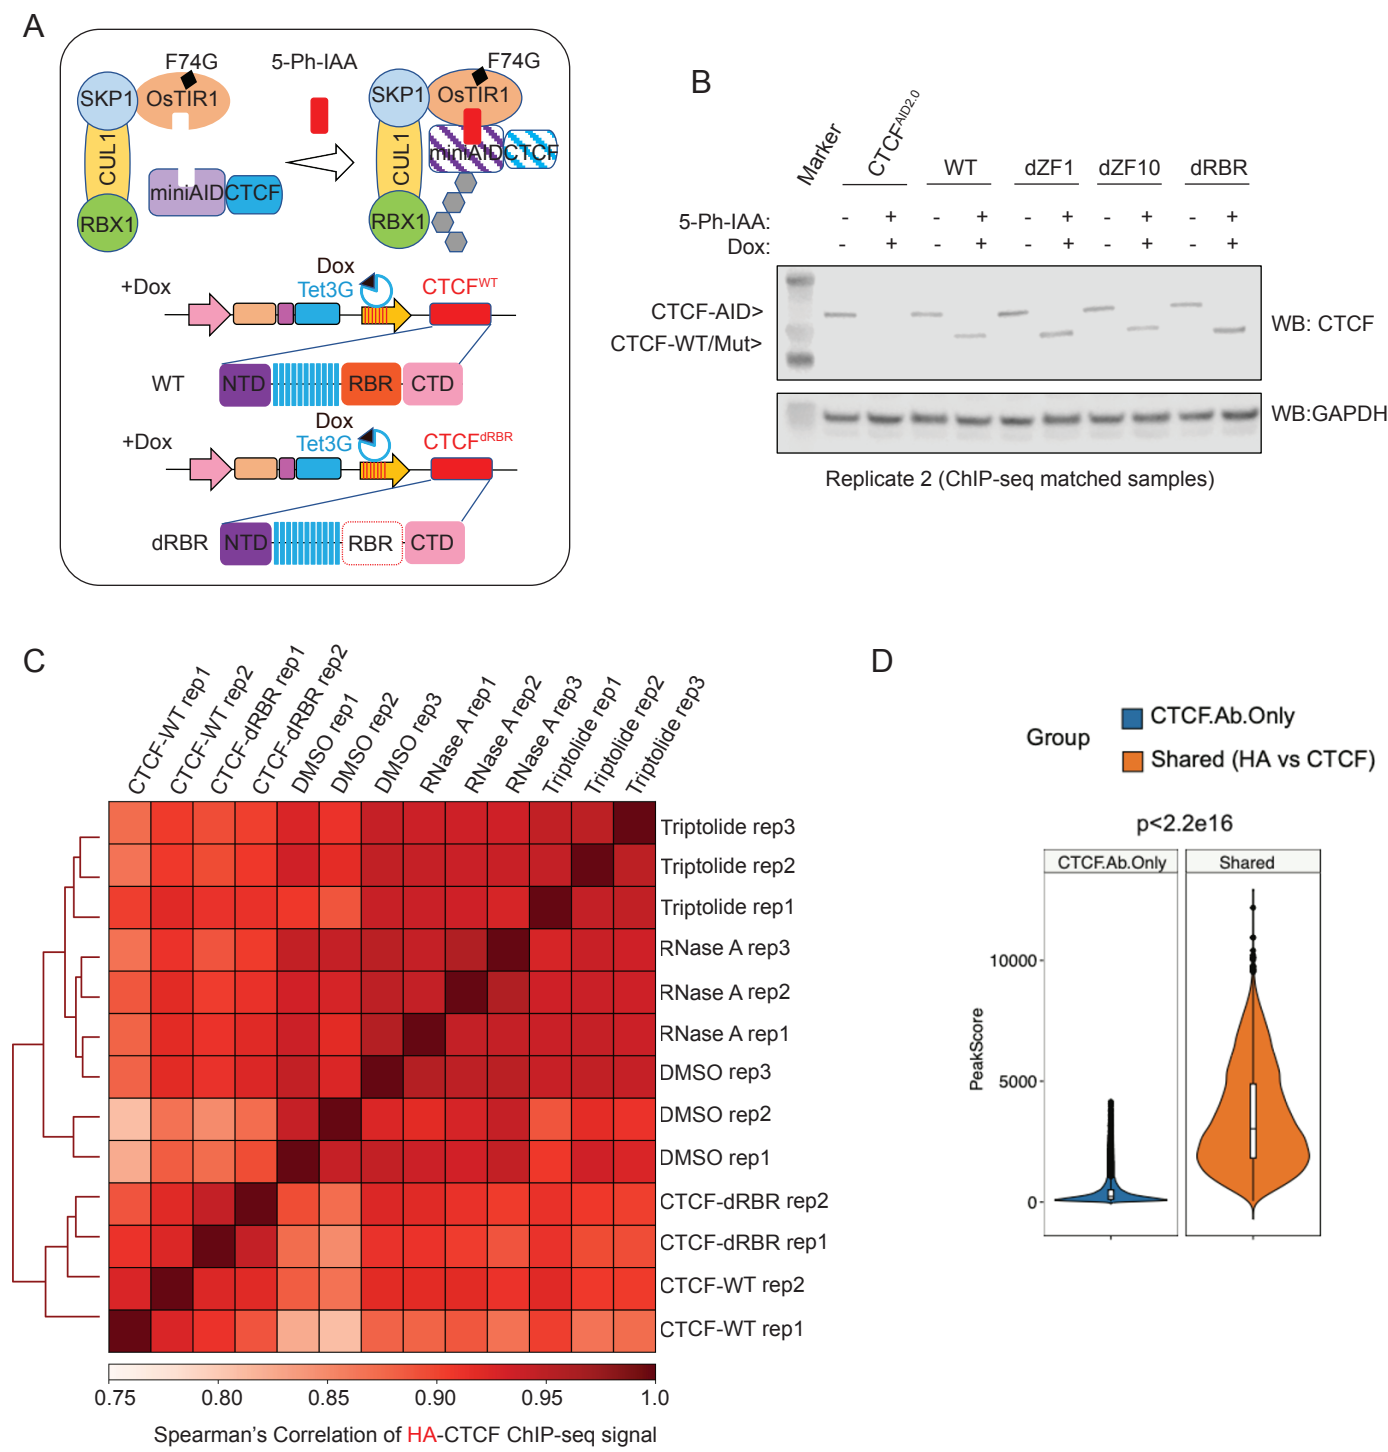 A
F74G
5-Ph-IAA
F74G
SKP1
OsTIR1
SKP1
OsTIR1
CUL1
miniAID
CTCF
CUL1
miniAID
CTCF
RBX1
RBX1
Dox
+Dox
Tet3G
CTCFWT
WT
NTD
RBR
CTD
Dox
+Dox
Tet3G
CTCFdRBR
dRBR
NTD
RBR
CTD
B
Marker
CTCFAID2.0
WT
dZF1
dZF10
dRBR
5-Ph-IAA: - + - + - + - + - +
Dox: - + - + - + - + - +
CTCF-AID>
CTCF-WT/Mut>
WB: CTCF
WB:GAPDH
Replicate 2 (ChIP-seq matched samples)
C
CTCF-WT rep1
CTCF-WT rep2
CTCF-dRBR rep1
CTCF-dRBR rep2
DMSO rep1
DMSO rep2
DMSO rep3
RNase A rep1
RNase A rep2
RNase A rep3
Triptolide rep1
Triptolide rep2
Triptolide rep3
Triptolide rep3
Triptolide rep2
Triptolide rep1
RNase A rep3
RNase A rep2
RNase A rep1
DMSO rep3
DMSO rep2
DMSO rep1
CTCF-dRBR rep2
CTCF-dRBR rep1
CTCF-WT rep2
CTCF-WT rep1
0.75 0.80 0.85 0.90 0.95 1.0
Spearman's Correlation of HA-CTCF ChIP-seq signal
D
Group
CTCF.Ab.Only
Shared (HA vs CTCF)
p<2.2e16
CTCF.Ab.Only
Shared
10000
5000
0
PeakScore